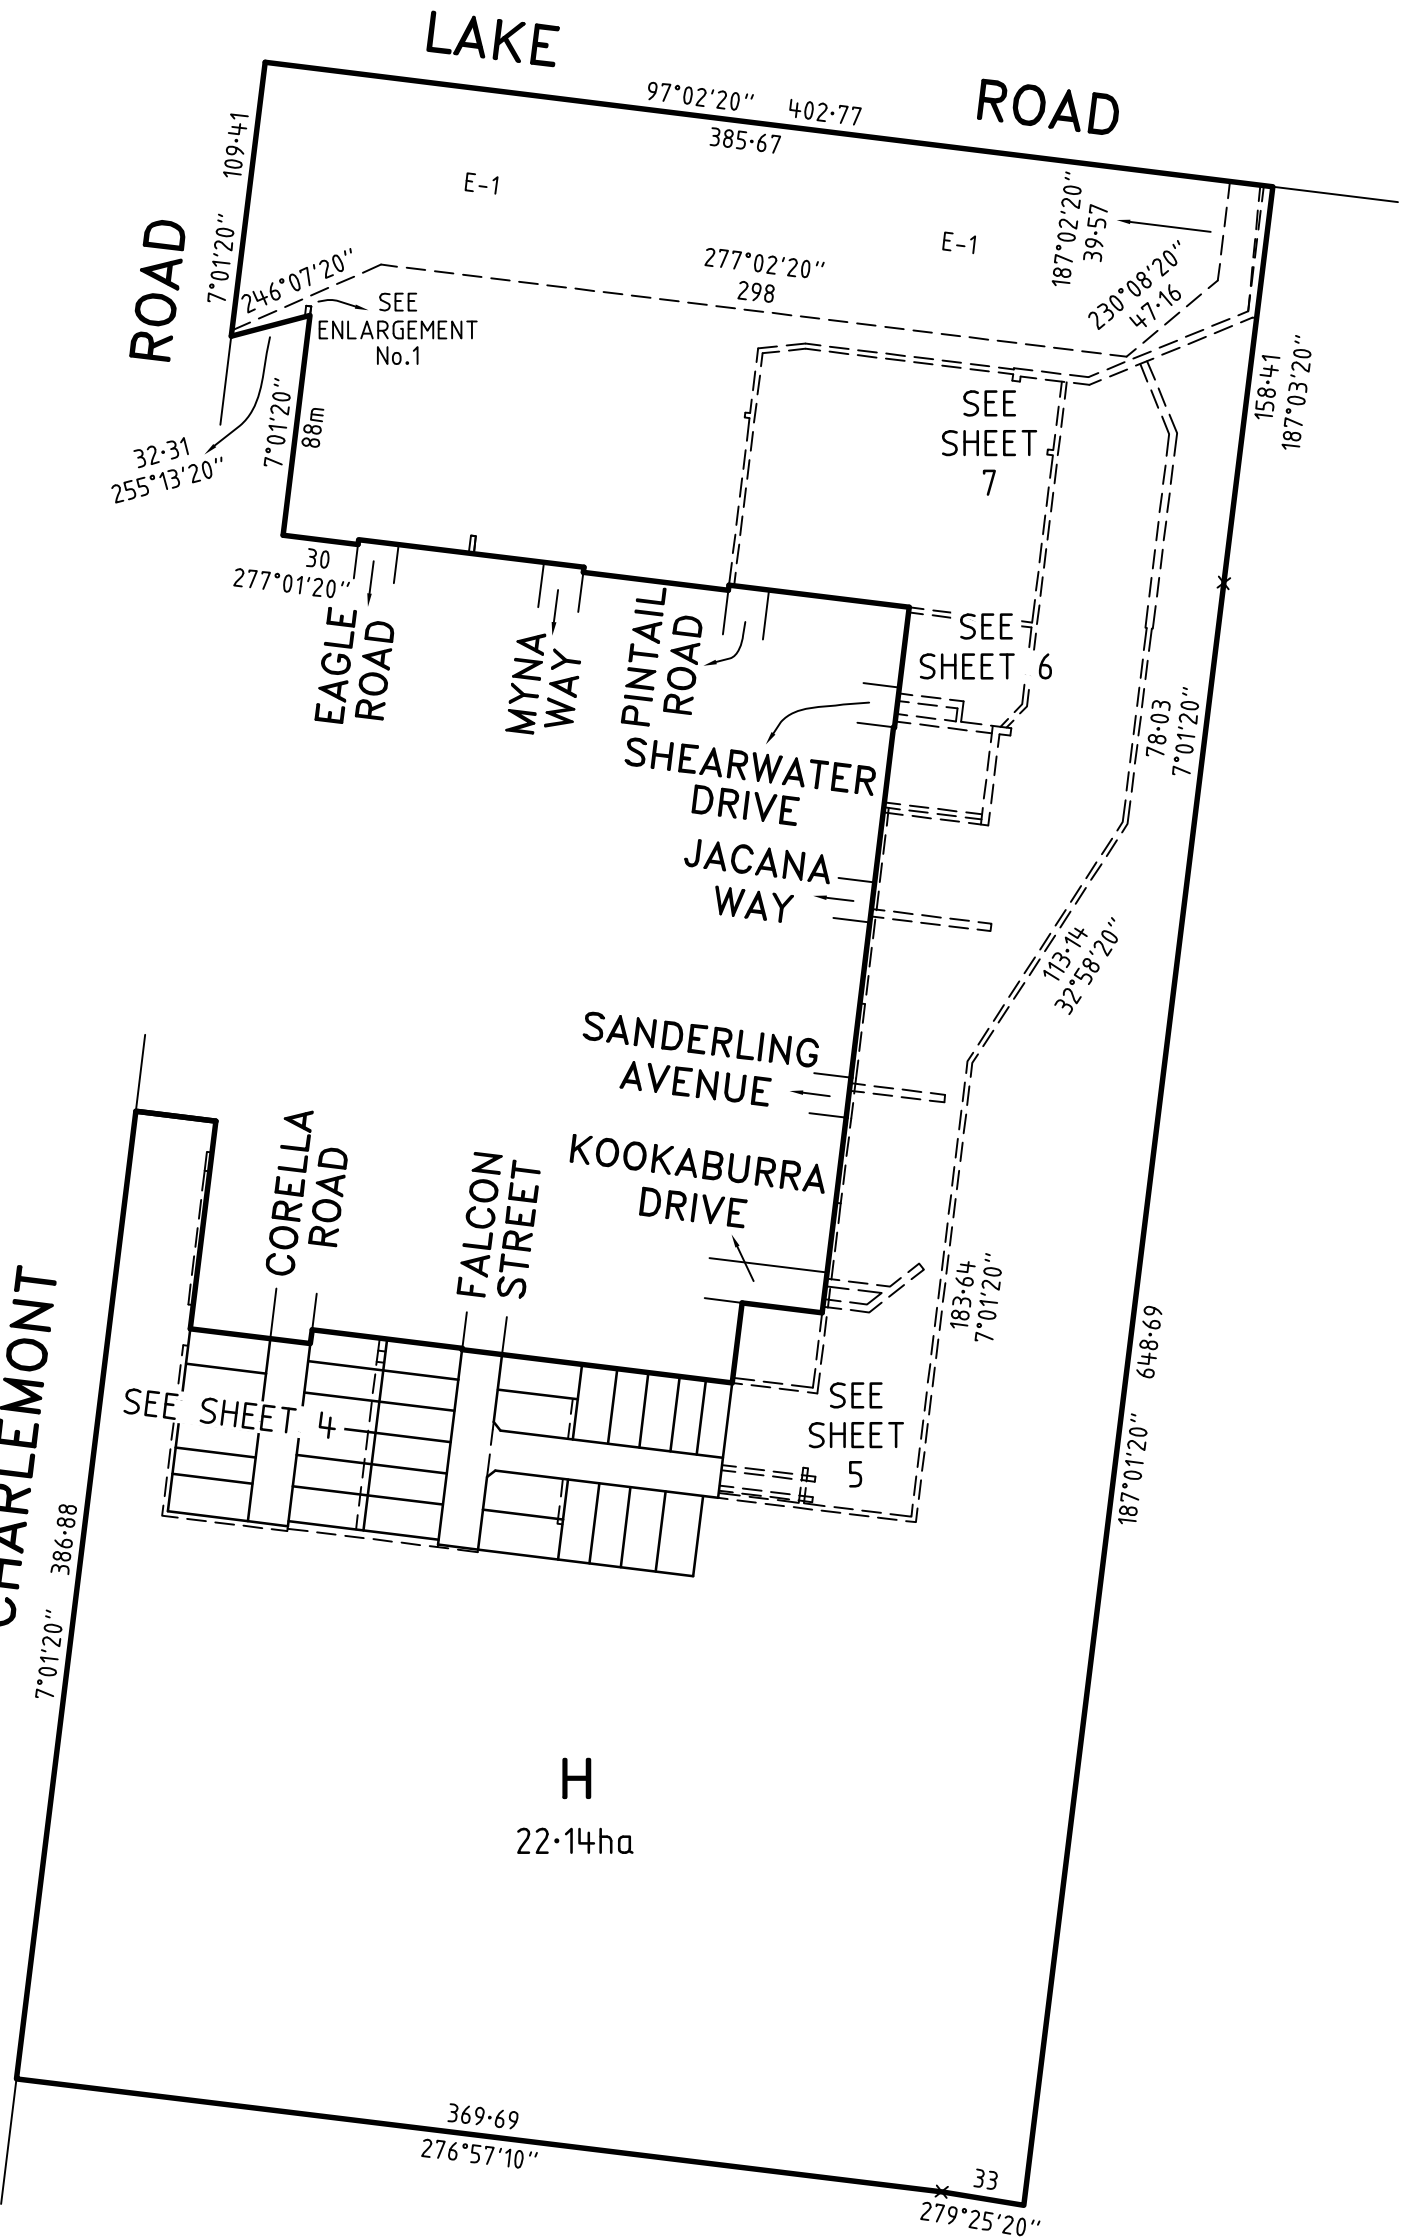 LAKE
ROAD
97°02'20" 402·77
385·67
109·41
7°01'20"
E-1
E-1
187°02'20"
39·57
ROAD
246°07'20"
SEE
ENLARGEMENT
No.1
277°02'20"
298
230°08'20"
47·16
158·41
187°03'20"
32·31
255°13'20"
7°01'20"
88m
SEE
SHEET
7
30
277°01'20"
EAGLE
ROAD
MYNA
WAY
PINTAIL
ROAD
SEE
SHEET 6
SHEARWATER
DRIVE
78·03
7°01'20"
JACANA
WAY
113·14
32°58'20"
SANDERLING
AVENUE
CORELLA
ROAD
FALCON
STREET
KOOKABURRA
DRIVE
183·64
7°01'20"
648·69
187°01'20"
CHARLEMONT
SEE SHEET 4
SEE
SHEET
5
386·88
7°01'20"
H
22·14ha
369·69
276°57'10"
33
279°25'20"